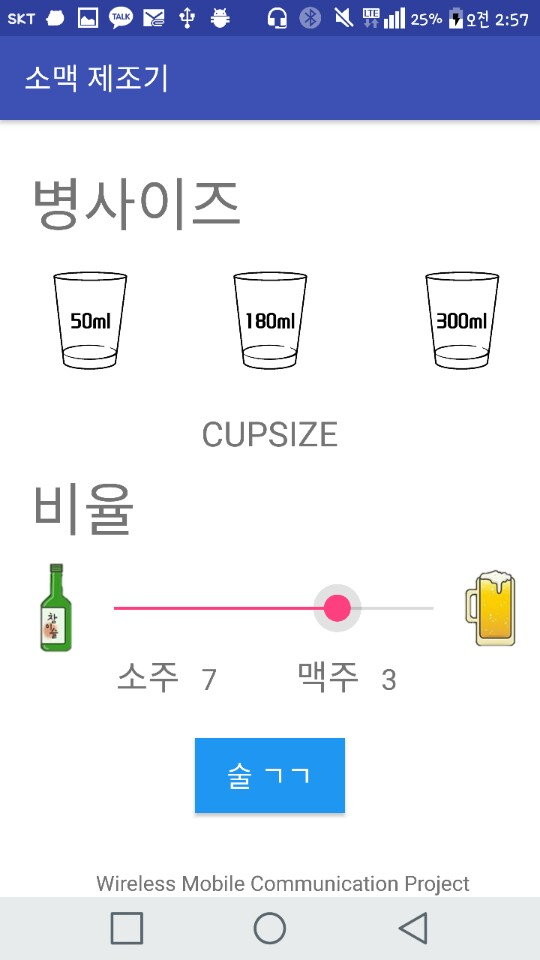 SKT TALK LTE 25% 오전 2:57
소맥 제조기
병사이즈
50ml 180ml 300ml
CUPSIZE
비율
참이슬
소주 7 맥주 3
술 ㄱㄱ
Wireless Mobile Communication Project